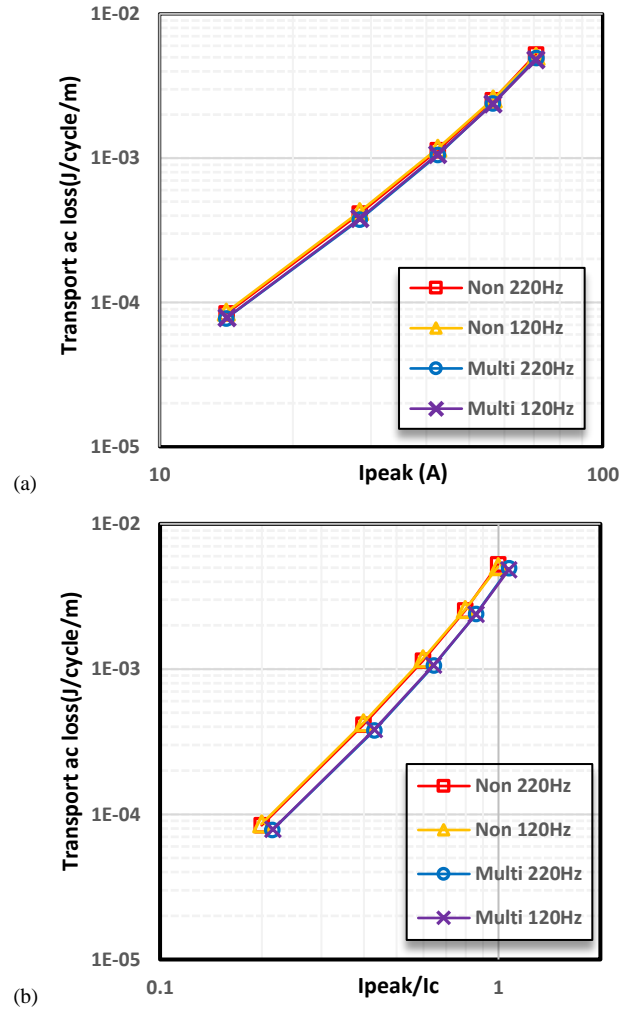 1E-02
1E-03
1E-04
1E-05
Transport ac loss(J/cycle/m)
Non 220Hz
Non 120Hz
Multi 220Hz
Multi 120Hz
10
Ipeak (A)
100
(a)
1E-02
1E-03
1E-04
1E-05
Transport ac loss(J/cycle/m)
Non 220Hz
Non 120Hz
Multi 220Hz
Multi 120Hz
0.1
Ipeak/Ic
1
(b)